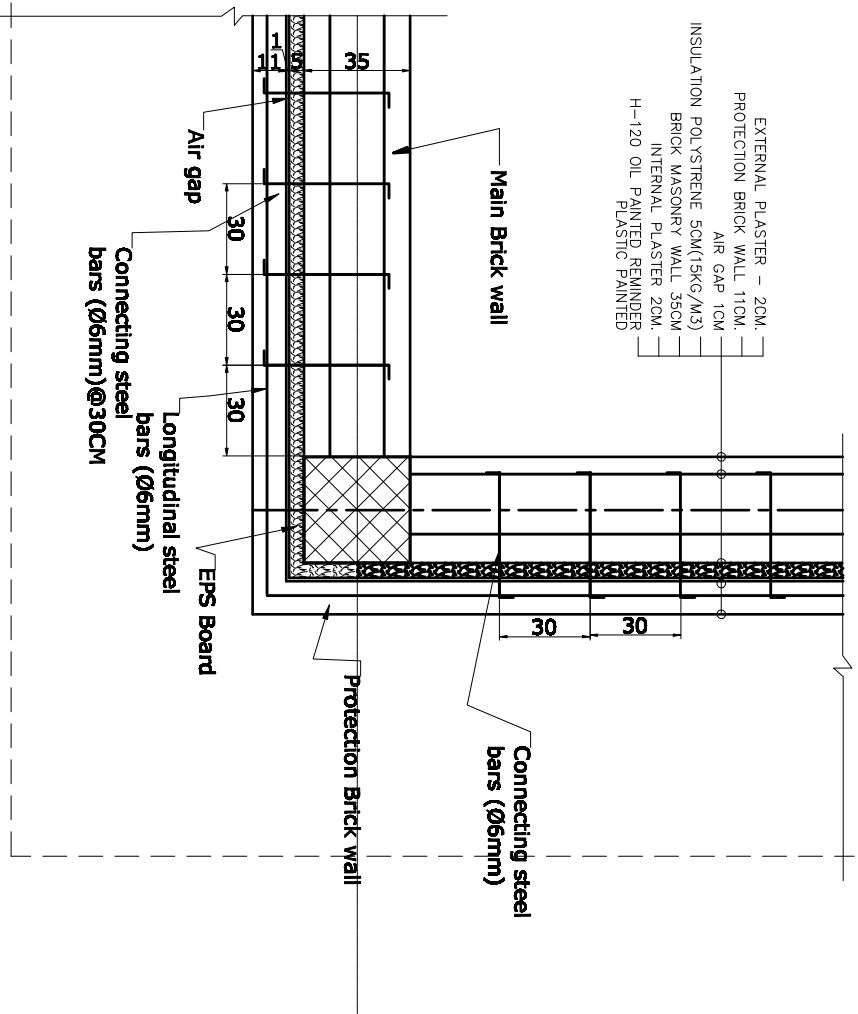 EXTERNAL PLASTER - 2CM.
PROTECTION BRICK WALL 11CM.
AIR GAP 1CM
INSULATION POLYSTRENE 5CM(15KG/M3)
BRICK MASONRY WALL 35CM
INTERNAL PLASTER 2CM.
H-120 OIL PAINTED REMINDER
PLASTIC PAINTED
Main Brick wall
1
11 5 35
Air gap
30
30
30
Connecting steel
bars (Ø6mm)@30CM
Longitudinal steel
bars (Ø6mm)
EPS Board
Protection Brick wall
30
30
Connecting steel
bars (Ø6mm)